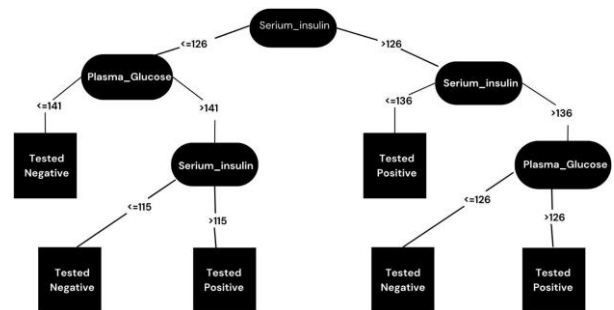 Serium_insulin
<=126
>126
Plasma_Glucose
Serium_insulin
<=141
>141
<=136
>136
Tested
Negative
Serium_insulin
Tested
Positive
Plasma_Glucose
<=115
>115
<=126
>126
Tested
Negative
Tested
Positive
Tested
Negative
Tested
Positive